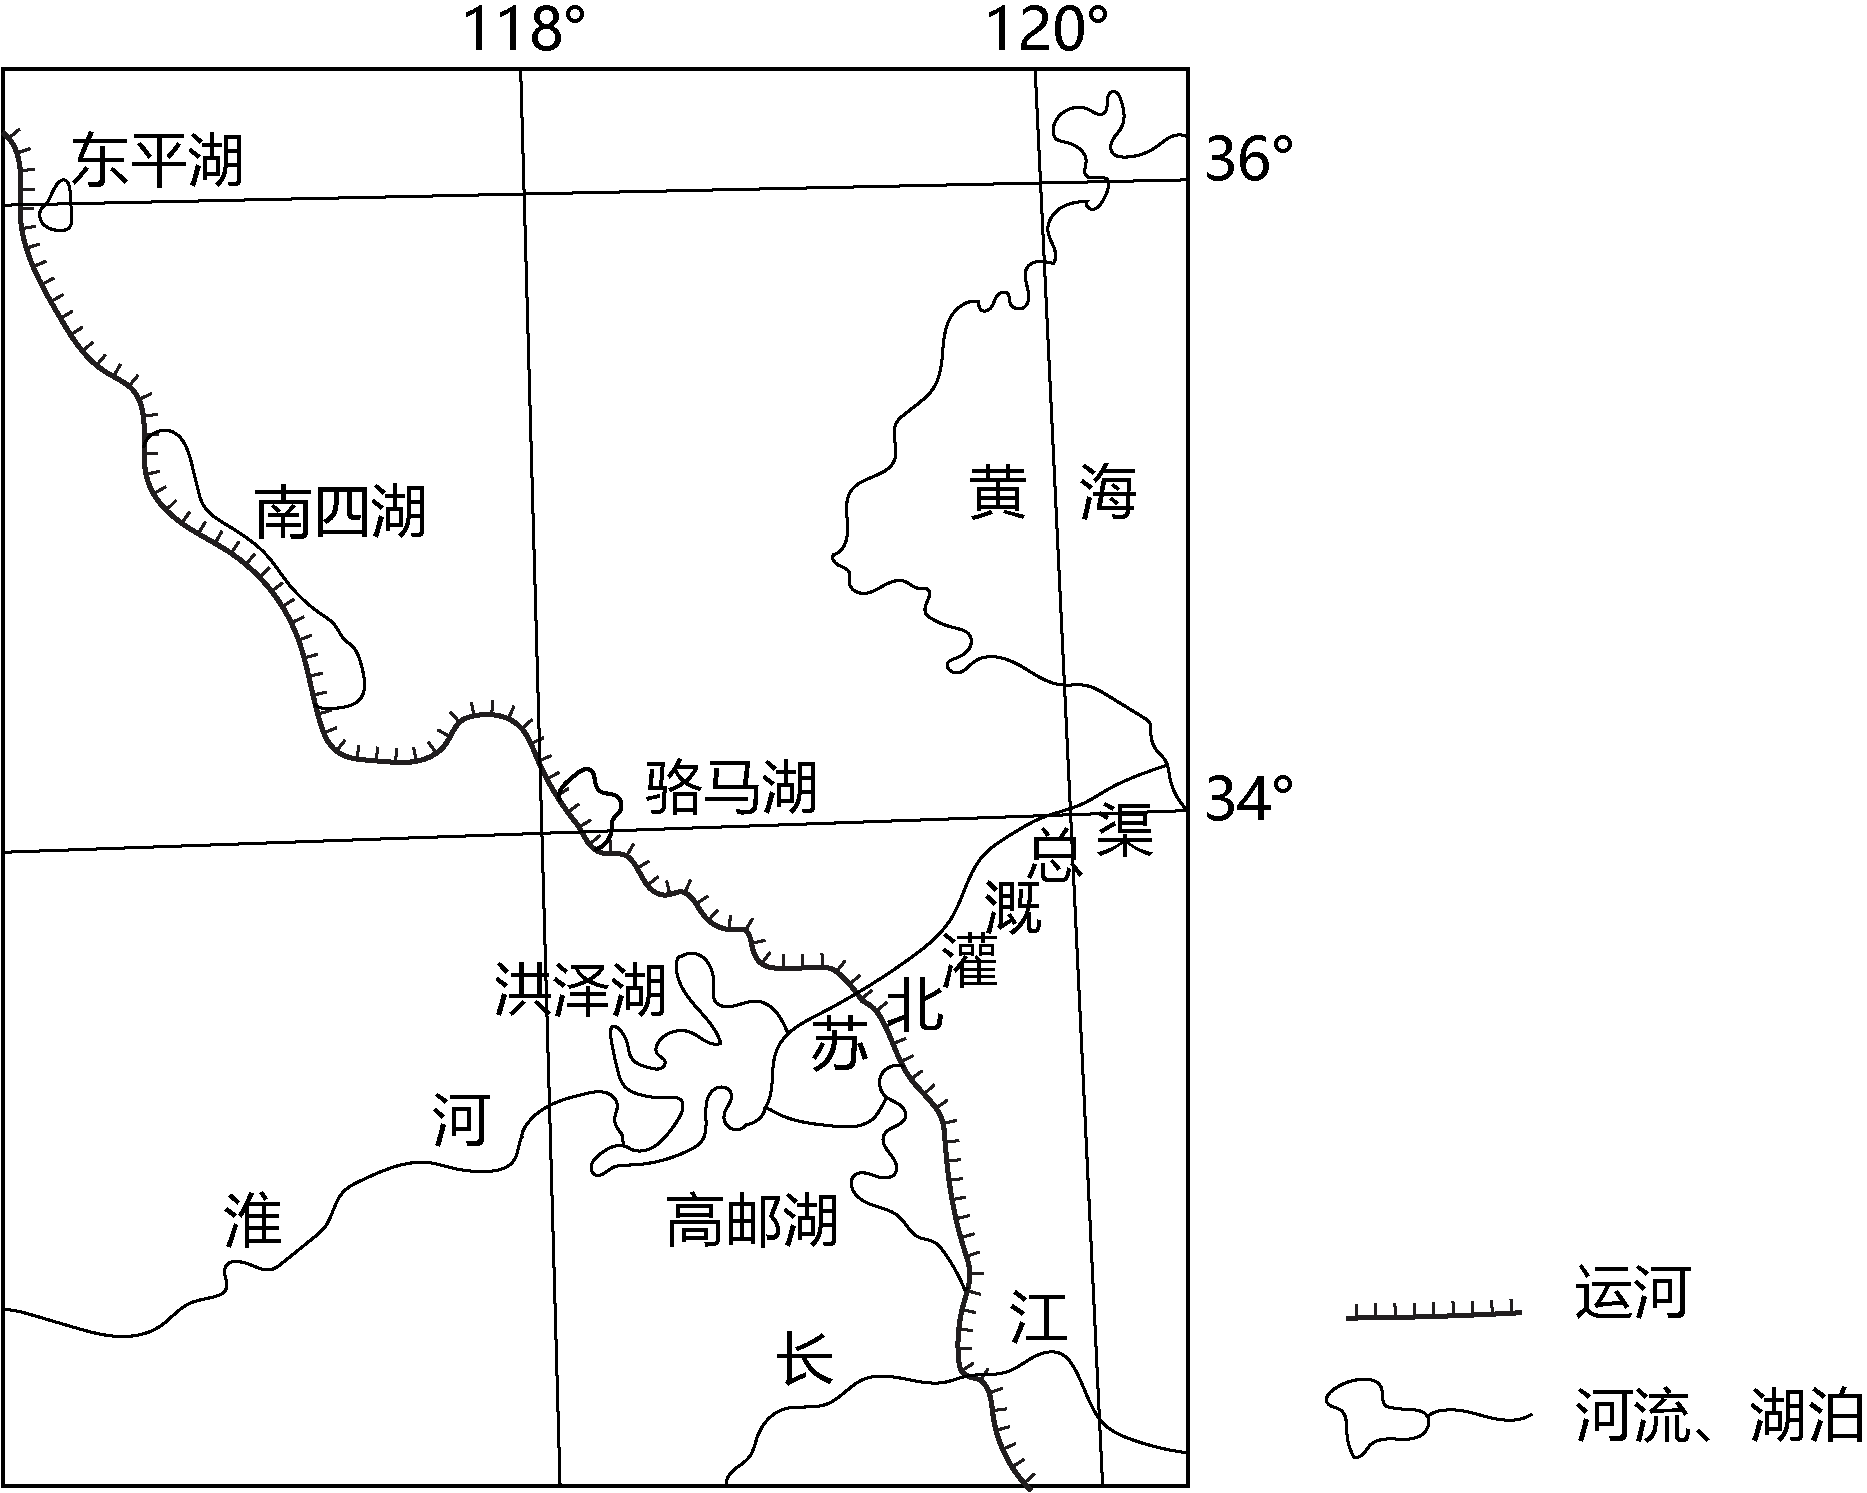 118°
120°
东平湖
36°
南四湖
黄海
骆马湖
34°
苏北灌溉总渠
洪泽湖
淮河
高邮湖
长江
运河
河流、湖泊